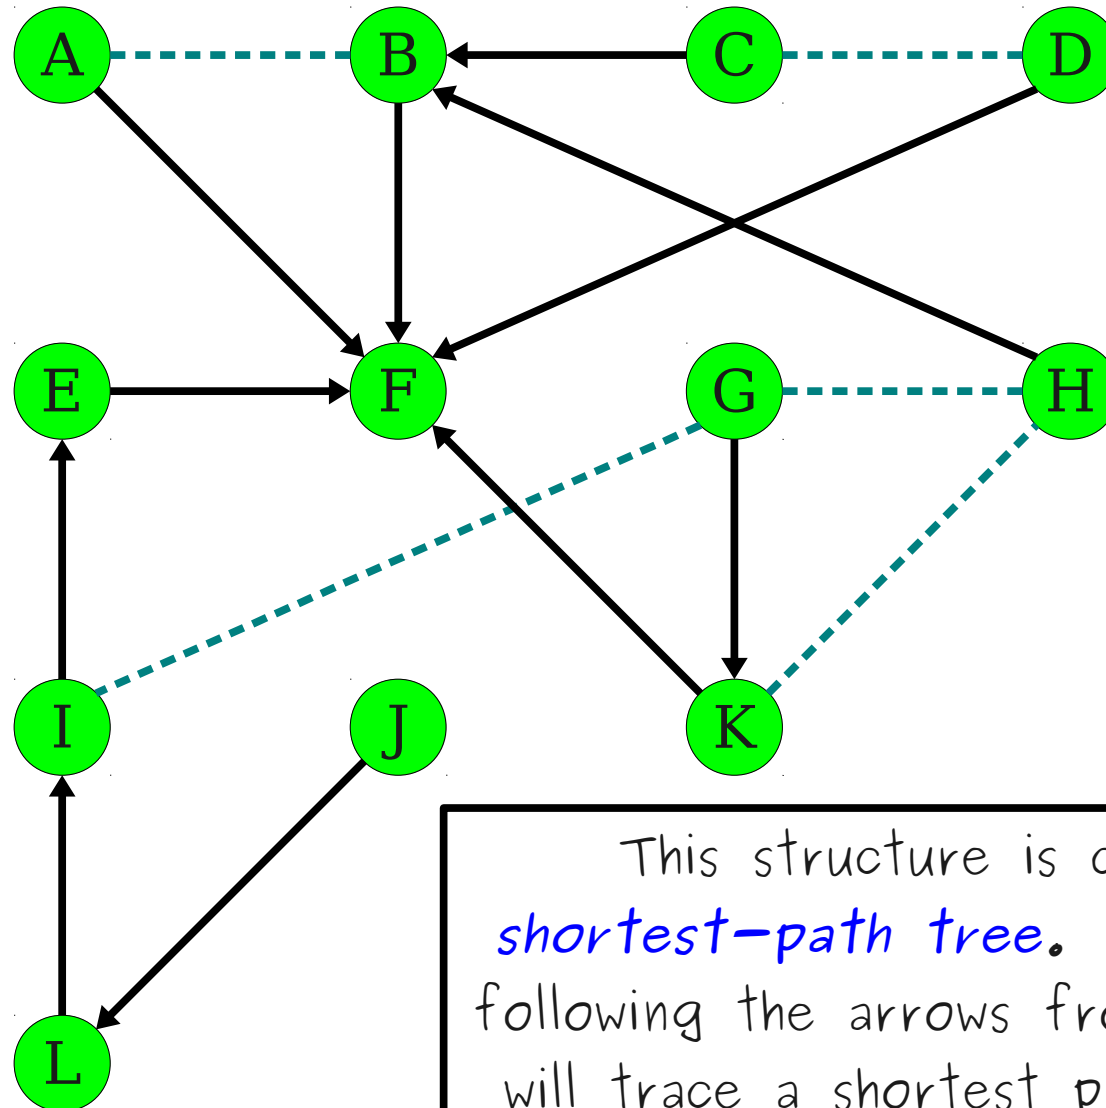 A B C D
E F G H
I J K
L
This structure is
shortest-path tree.
following the arrows
will trace a shortest